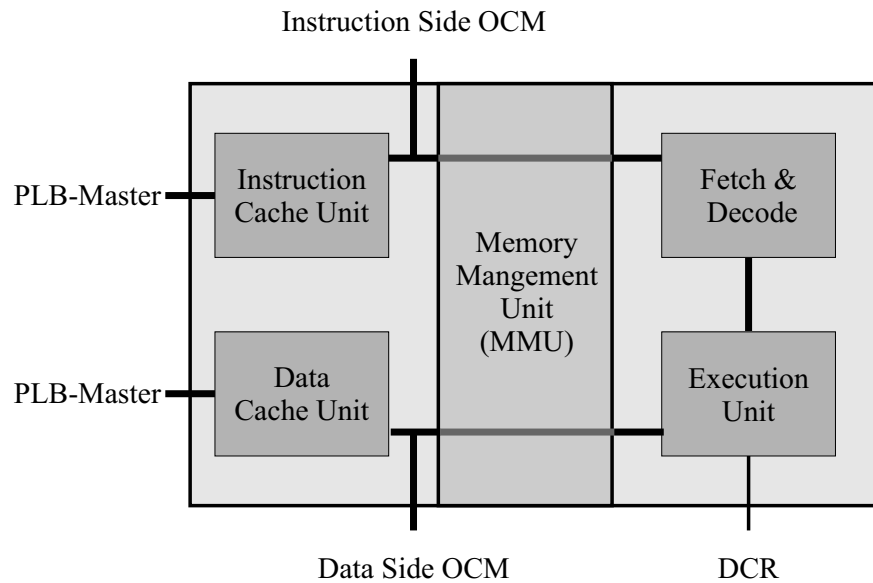 Instruction Side OCM
PLB-Master
Instruction
Cache Unit
Fetch &
Decode
Memory
Mangement
Unit
(MMU)
PLB-Master
Data
Cache Unit
Execution
Unit
Data Side OCM
DCR